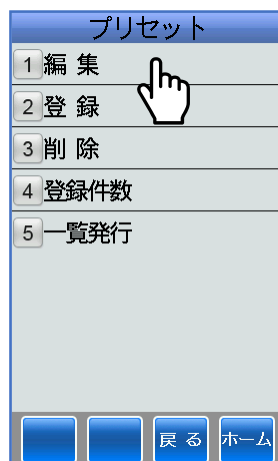 プリセット
1 編 集
2 登 録
3 削 除
4 登録件数
5 一覧発行
戻 る ホーム